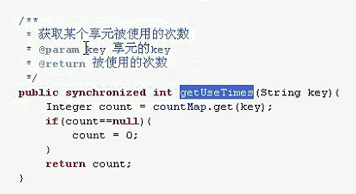 /**
* 获取某个享元被使用的次数
* @param key 享元的key
* @return 被使用的次数
*/
public synchronized int getUseTimes(String key){
Integer count = countMap.get(key);
if(count==null){
count = 0;
}
return count;